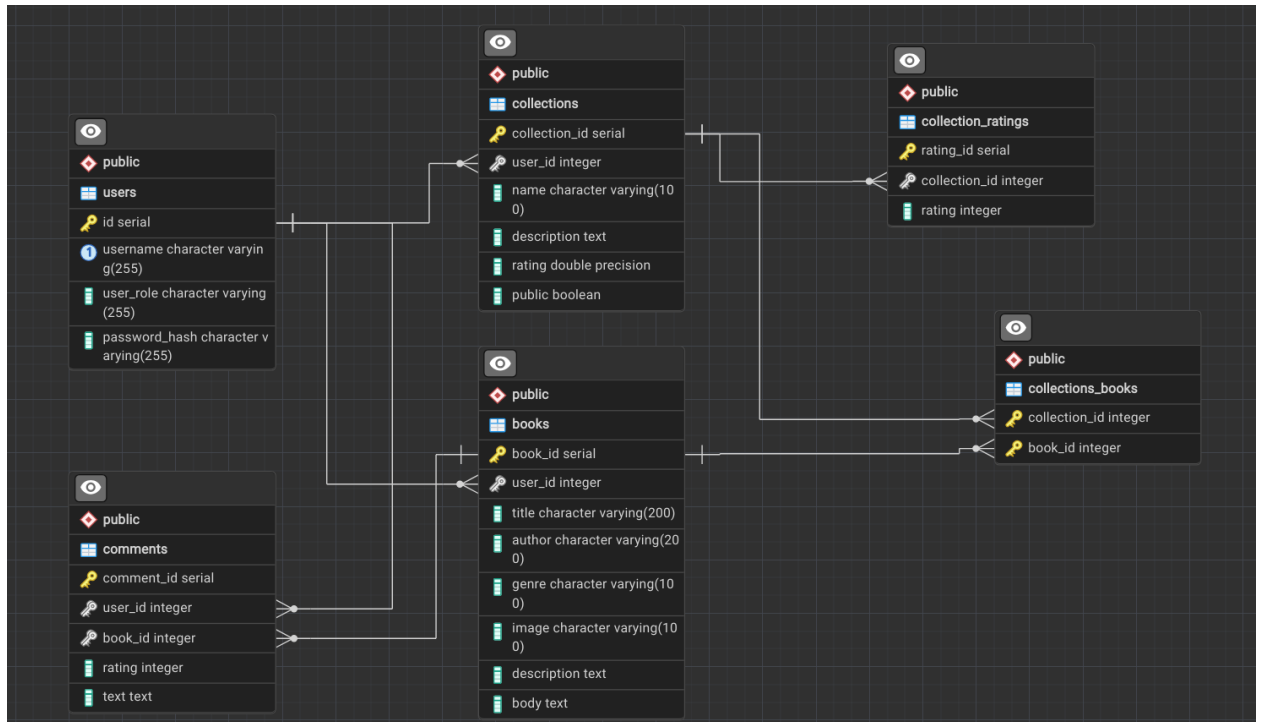 public
users
id serial
1
username character varyin
g(255)
user_role character varying
(255)
password_hash character v
arying(255)
public
comments
comment_id serial
user_id integer
book_id integer
rating integer
text text
public
collections
collection_id serial
user_id integer
name character varying(10
0)
description text
rating double precision
public boolean
public
books
book_id serial
user_id integer
title character varying(200)
author character varying(20
0)
genre character varying(10
0)
image character varying(10
0)
description text
body text
public
collection_ratings
rating_id serial
collection_id integer
rating integer
public
collections_books
collection_id integer
book_id integer